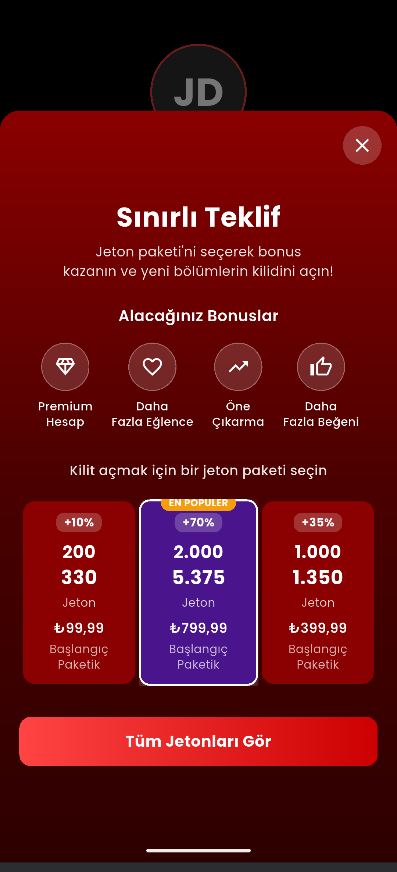 JD
Sınırlı Teklif
Jeton paketi'ni seçerek bonus
kazanın ve yeni bölümlerin kilidini açın!
Alacağınız Bonuslar
Premium
Hesap
Daha
Fazla Eğlence
Öne
Çıkarma
Daha
Fazla Beğeni
Kilit açmak için bir jeton paketi seçin
+10%
200
330
Jeton
₺99,99
Başlangıç
Paketik
EN POPÜLER
+70%
2.000
5.375
Jeton
₺799,99
Başlangıç
Paketik
+35%
1.000
1.350
Jeton
₺399,99
Başlangıç
Paketik
Tüm Jetonları Gör